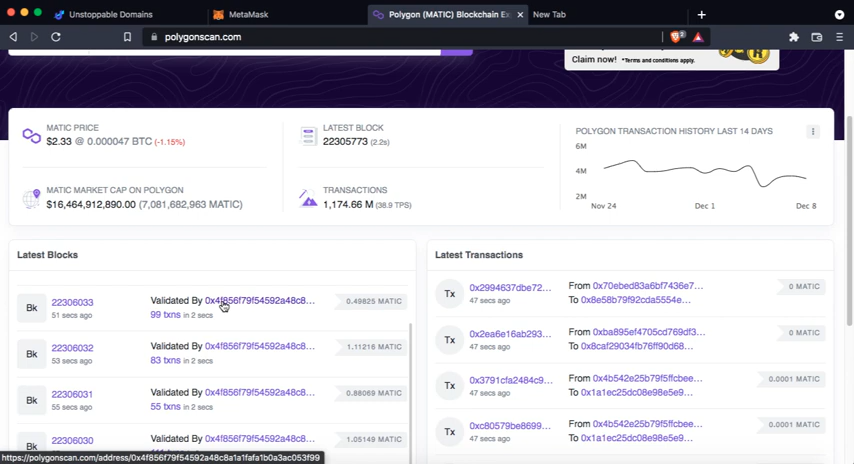 Unstoppable Domains
MetaMask
Polygon (MATIC) Blockchain Ex
New Tab
polygonscan.com
2
Claim now! *Terms and conditions apply.
MATIC PRICE
$2.33 @ 0.000047 BTC (-1.15%)
LATEST BLOCK
22305773 (2.2s)
MATIC MARKET CAP ON POLYGON
$16,464,912,890.00 (7,081,682,963 MATIC)
TRANSACTIONS
1,174.66 M (38.9 TPS)
POLYGON TRANSACTION HISTORY LAST 14 DAYS
6M
4M
2M
Nov 24 Dec 1 Dec 8
Latest Blocks
Bk
22306033
51 secs ago
Validated By 0x4f856f79f54592a48c8...
99 txns in 2 secs
0.49825 MATIC
Bk
22306032
53 secs ago
Validated By 0x4f856f79f54592a48c8...
83 txns in 2 secs
1.11216 MATIC
Bk
22306031
55 secs ago
Validated By 0x4f856f79f54592a48c8...
55 txns in 2 secs
0.88069 MATIC
Bk
22306030
Validated By 0x4f856f79f54592a48c8...
1.05149 MATIC
Latest Transactions
Tx
0x2994637dbe72...
47 secs ago
From 0x70ebed83a6bf7436e7...
To 0x8e58b79f92cda5554e...
0 MATIC
Tx
0x2ea6e16ab293...
47 secs ago
From 0xba895ef4705cd769df3...
To 0x8caf29034fb76ff90d68...
0 MATIC
Tx
0x3791cfa2484c9...
47 secs ago
From 0x4b542e25b79f5ffcbee...
To 0x1a1ec25dc08e98e5e9...
0.0001 MATIC
Tx
0xc80579be8699...
47 secs ago
From 0x4b542e25b79f5ffcbee...
To 0x1a1ec25dc08e98e5e9...
0.0001 MATIC
https://polygonscan.com/address/0x4f856f79f54592a48c8a1a1fafa1b0a3ac053f99